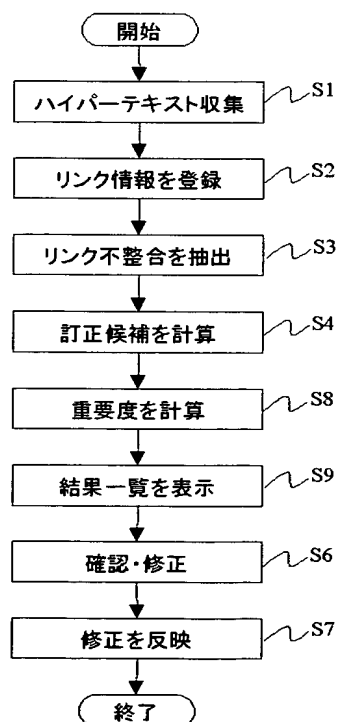 開始
ハイパーテキスト収集 S1
リンク情報を登録 S2
リンク不整合を抽出 S3
訂正候補を計算 S4
重要度を計算 S8
結果一覧を表示 S9
確認・修正 S6
修正を反映 S7
終了